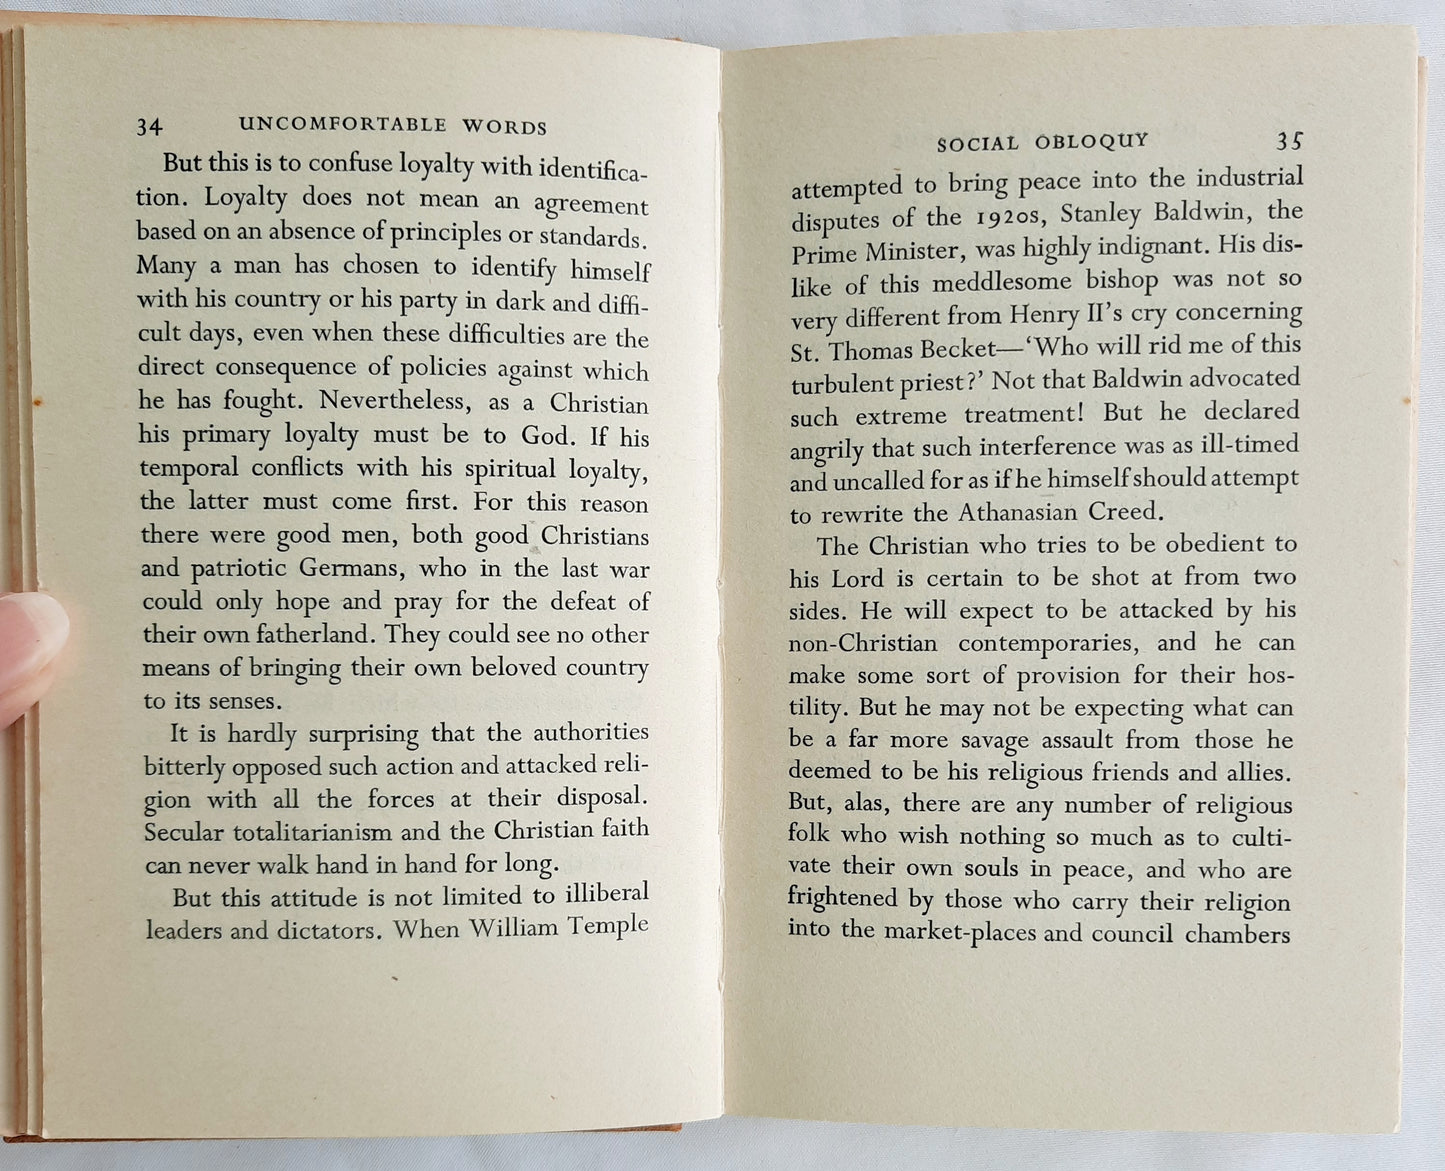 34 UNCOMFORTABLE WORDS
But this is to confuse loyalty with identifica-
tion. Loyalty does not mean an agreement
based on an absence of principles or standards.
Many a man has chosen to identify himself
with his country or his party in dark and diffi-
cult days, even when these difficulties are the
direct consequence of policies against which
he has fought. Nevertheless, as a Christian
his primary loyalty must be to God. If his
temporal conflicts with his spiritual loyalty,
the latter must come first. For this reason
there were good men, both good Christians
and patriotic Germans, who in the last war
could only hope and pray for the defeat of
their own fatherland. They could see no other
means of bringing their own beloved country
to its senses.
It is hardly surprising that the authorities
bitterly opposed such action and attacked reli-
gion with all the forces at their disposal.
Secular totalitarianism and the Christian faith
can never walk hand in hand for long.
But this attitude is not limited to illiberal
leaders and dictators. When William Temple
SOCIAL OBLOQUY 35
attempted to bring peace into the industrial
disputes of the 1920s, Stanley Baldwin, the
Prime Minister, was highly indignant. His dis-
like of this meddlesome bishop was not so
very different from Henry II's cry concerning
St. Thomas Becket—'Who will rid me of this
turbulent priest?' Not that Baldwin advocated
such extreme treatment! But he declared
angrily that such interference was as ill-timed
and uncalled for as if he himself should attempt
to rewrite the Athanasian Creed.
The Christian who tries to be obedient to
his Lord is certain to be shot at from two
sides. He will expect to be attacked by his
non-Christian contemporaries, and he can
make some sort of provision for their hos-
tility. But he may not be expecting what can
be a far more savage assault from those he
deemed to be his religious friends and allies.
But, alas, there are any number of religious
folk who wish nothing so much as to culti-
vate their own souls in peace, and who are
frightened by those who carry their religion
into the market-places and council chambers